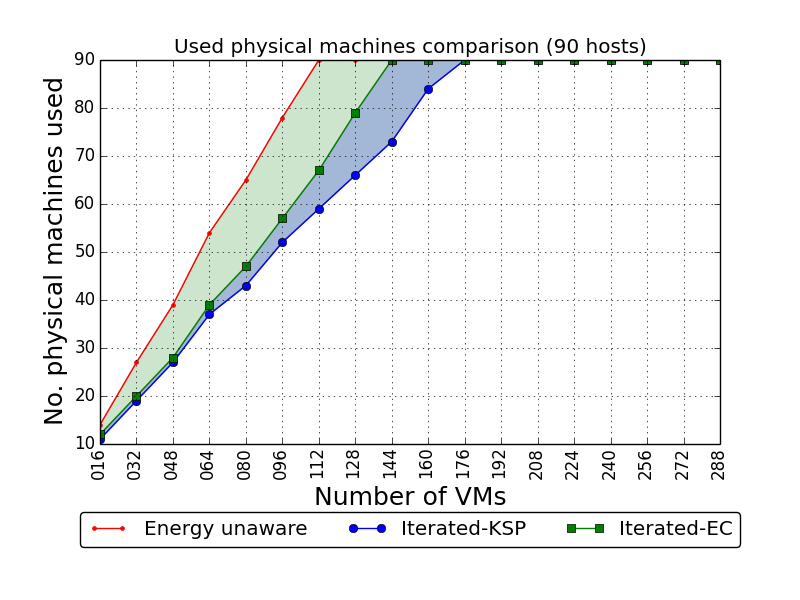 Used physical machines comparison (90 hosts)
No. physical machines used
90
80
70
60
50
40
30
20
10
016 032 048 064 080 096 112 128 144 160 176 192 208 224 240 256 272 288
Number of VMs
Energy unaware Iterated-KSP Iterated-EC